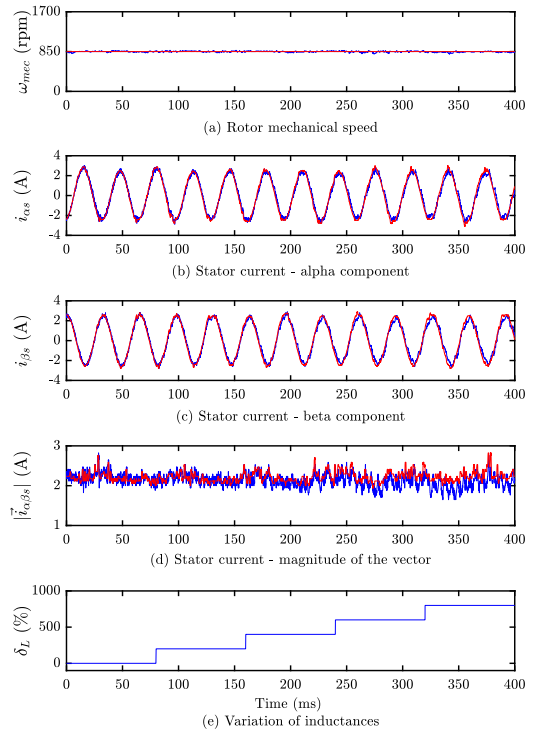 1700
850
0
ω_mec (rpm)
0 50 100 150 200 250 300 350 400
(a) Rotor mechanical speed
4
2
0
-2
-4
i_αs (A)
0 50 100 150 200 250 300 350 400
(b) Stator current - alpha component
4
2
0
-2
-4
i_βs (A)
0 50 100 150 200 250 300 350 400
(c) Stator current - beta component
3
2
1
|i⃗_αβs| (A)
0 50 100 150 200 250 300 350 400
(d) Stator current - magnitude of the vector
1000
500
0
δ_L (%)
0 50 100 150 200 250 300 350 400
Time (ms)
(e) Variation of inductances